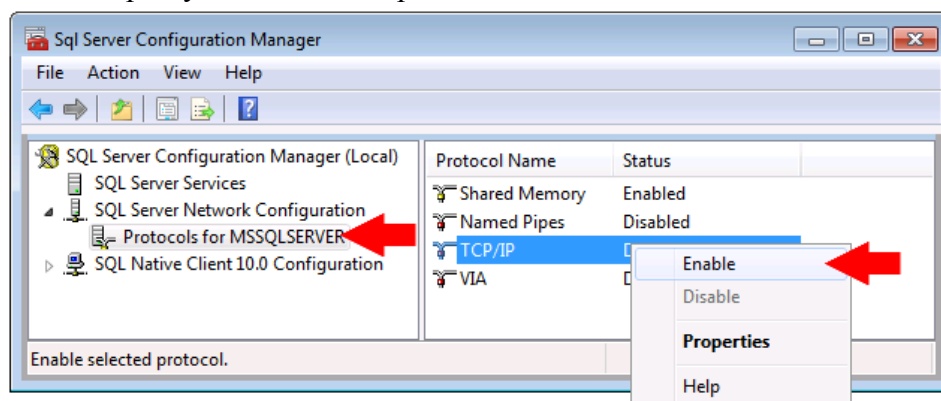 Sql Server Configuration Manager
File Action View Help
SQL Server Configuration Manager (Local)
SQL Server Services
SQL Server Network Configuration
Protocols for MSSQLSERVER
SQL Native Client 10.0 Configuration
Protocol Name Status
Shared Memory Enabled
Named Pipes Disabled
TCP/IP
VIA
Enable
Disable
Properties
Help
Enable selected protocol.